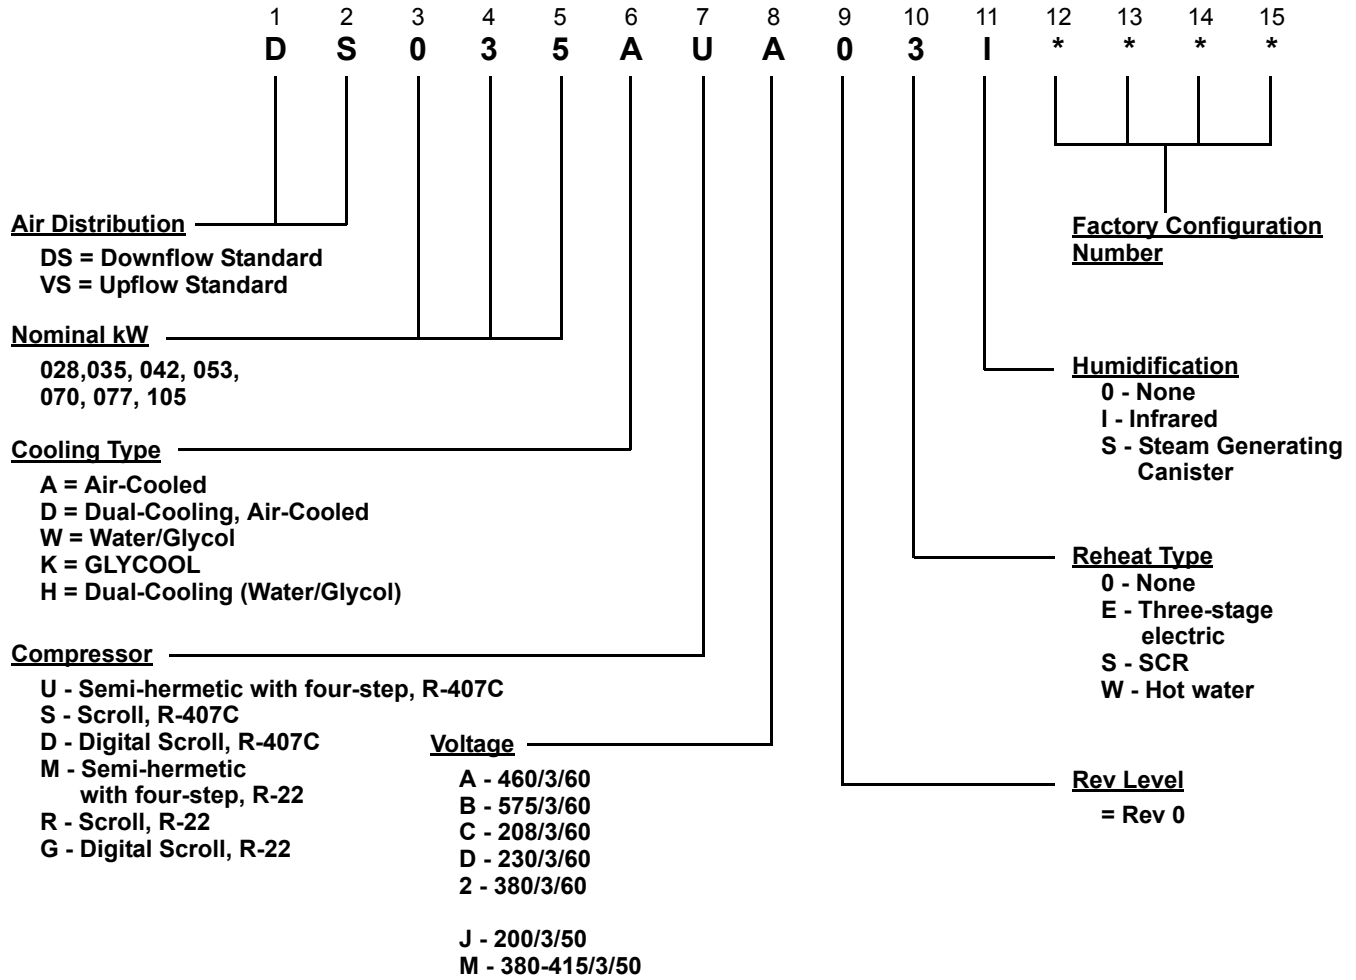 1 2 3 4 5 6 7 8 9 10 11 12 13 14 15
D S 0 3 5 A U A 0 3 I * * * *
Air Distribution
DS = Downflow Standard
VS = Upflow Standard
Nominal kW
028,035, 042, 053,
070, 077, 105
Cooling Type
A = Air-Cooled
D = Dual-Cooling, Air-Cooled
W = Water/Glycol
K = GLYCOOL
H = Dual-Cooling (Water/Glycol)
Compressor
U - Semi-hermetic with four-step, R-407C
S - Scroll, R-407C
D - Digital Scroll, R-407C
M - Semi-hermetic
with four-step, R-22
R - Scroll, R-22
G - Digital Scroll, R-22
Voltage
A - 460/3/60
B - 575/3/60
C - 208/3/60
D - 230/3/60
2 - 380/3/60
J - 200/3/50
M - 380-415/3/50
Factory Configuration
Number
Humidification
0 - None
I - Infrared
S - Steam Generating
Canister
Reheat Type
0 - None
E - Three-stage
electric
S - SCR
W - Hot water
Rev Level
= Rev 0